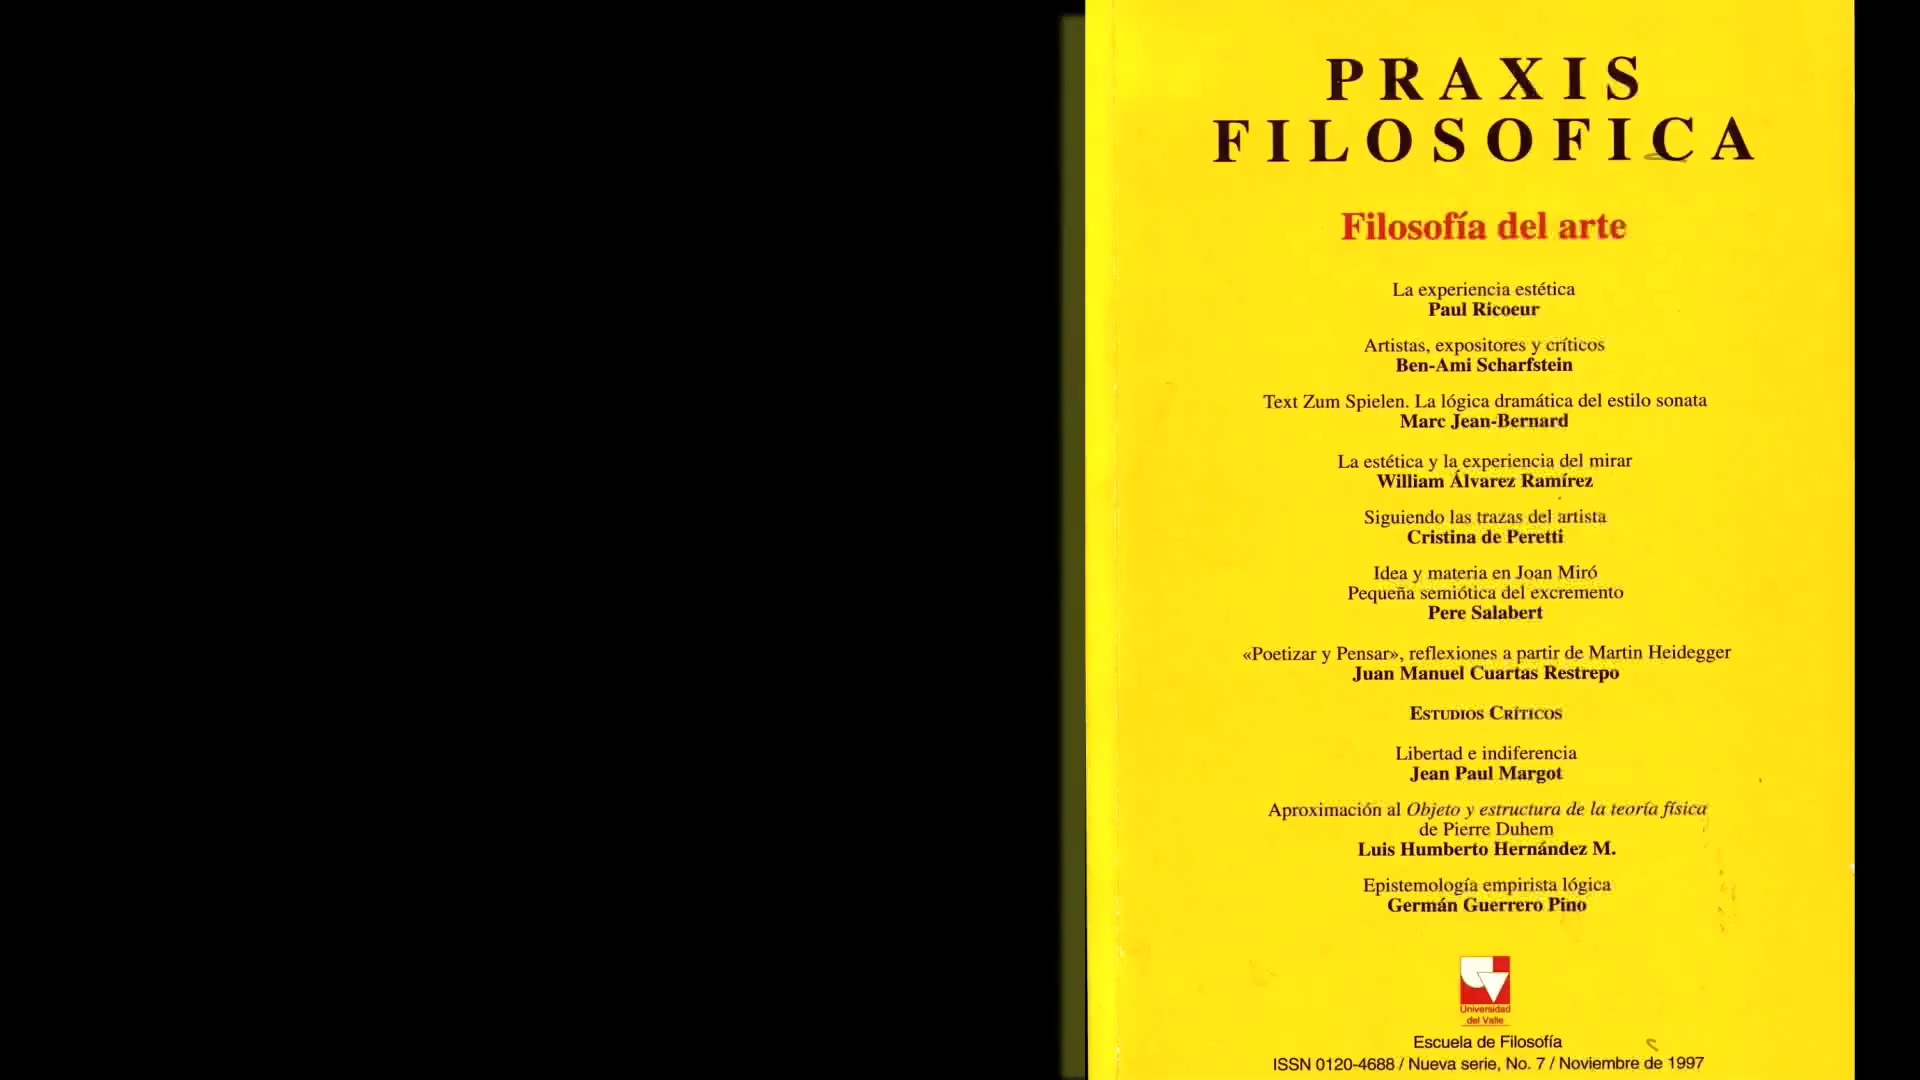 PRAXIS
FILOSOFICA
Filosofía del arte
La experiencia estética
Paul Ricoeur
Artistas, expositores y críticos
Ben-Ami Scharfstein
Text Zum Spielen. La lógica dramática del estilo sonata
Marc Jean-Bernard
La estética y la experiencia del mirar
William Álvarez Ramírez
Siguiendo las trazas del artista
Cristina de Peretti
Idea y materia en Joan Miró
Pequeña semiótica del excremento
Pere Salabert
«Poetizar y Pensar», reflexiones a partir de Martin Heidegger
Juan Manuel Cuartas Restrepo
ESTUDIOS CRÍTICOS
Libertad e indiferencia
Jean Paul Margot
Aproximación al Objeto y estructura de la teoría física
de Pierre Duhem
Luis Humberto Hernández M.
Epistemología empirista lógica
Germán Guerrero Pino
Universidad
del Valle
Escuela de Filosofía
ISSN 0120-4688 / Nueva serie, No. 7 / Noviembre de 1997